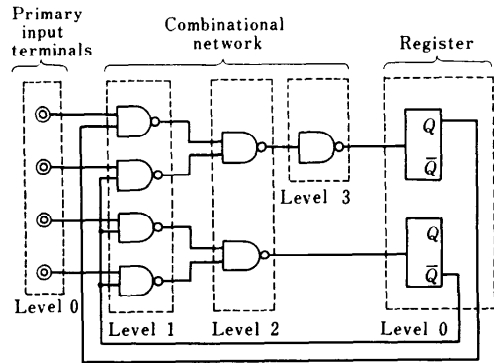 Primary
input
terminals
Combinational
network
Register
Q
Q̅
Level 3
Q
Q̅
Level 0
Level 1
Level 2
Level 0